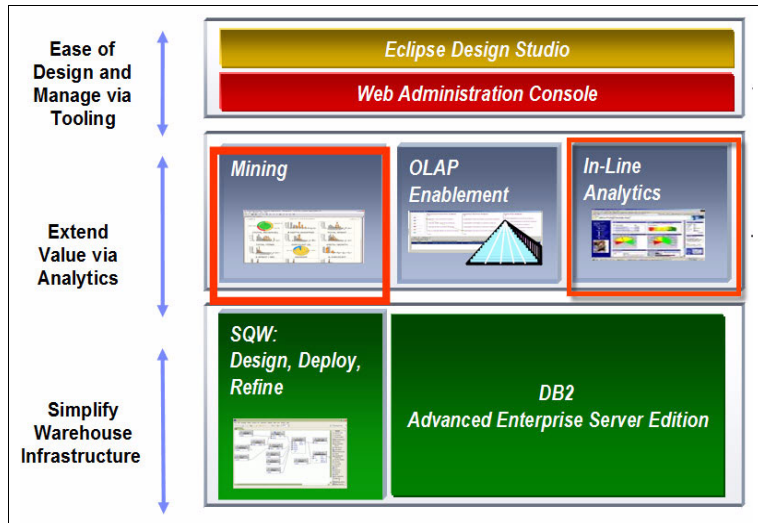 Ease of
Design and
Manage via
Tooling
Eclipse Design Studio
Web Administration Console
Extend
Value via
Analytics
Mining
OLAP
Enablement
In-Line
Analytics
Simplify
Warehouse
Infrastructure
SQW:
Design, Deploy,
Refine
DB2
Advanced Enterprise Server Edition